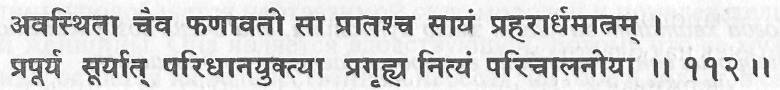 अवस्थिता चैव फणावती सा प्रातश्च सायं प्रहरार्धमात्रम्
प्रपूर्य सूर्यात् परिधानयुक्त्या प्रगृह्य नित्यं परिचालनीया ॥ ११२ ॥